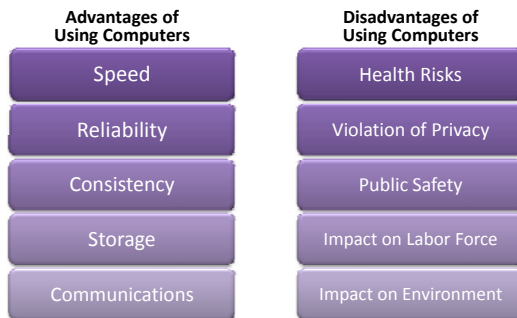 Advantages of
Using Computers
Speed
Reliability
Consistency
Storage
Communications
Disadvantages of
Using Computers
Health Risks
Violation of Privacy
Public Safety
Impact on Labor Force
Impact on Environment